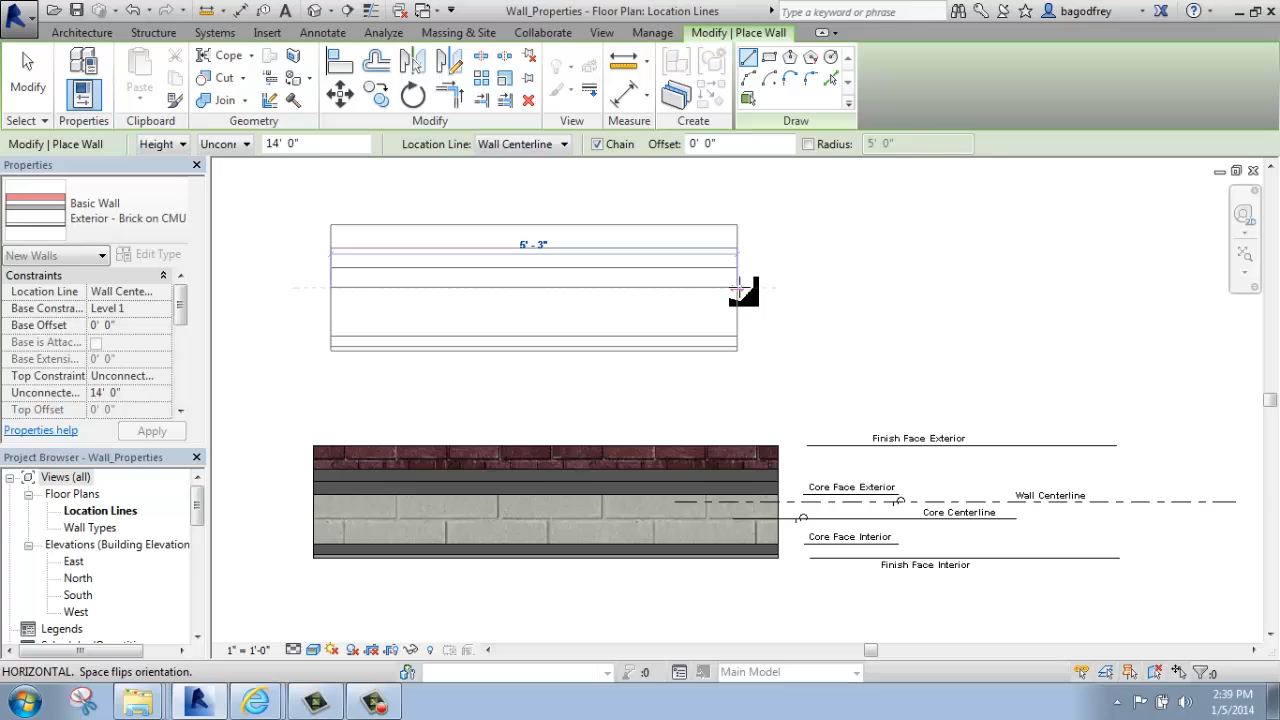 Wall_Properties - Floor Plan: Location Lines
Type a keyword or phrase
bagodfrey
Architecture Structure Systems Insert Annotate Analyze Massing & Site Collaborate View Manage Modify | Place Wall
Modify
Paste
Cope
Cut
Join
Select Properties Clipboard Geometry Modify View Measure Create Draw
Modify | Place Wall Height Unconr 14' 0" Location Line: Wall Centerline Chain Offset: 0' 0" Radius: 5' 0"
Properties
Basic Wall
Exterior - Brick on CMU
New Walls Edit Type
Constraints
Location Line Wall Cente...
Base Constra... Level 1
Base Offset 0' 0"
Base is Attac...
Base Extensi... 0' 0"
Top Constraint Unconnect...
Unconnecte... 14' 0"
Top Offset 0' 0"
Properties help Apply
Project Browser - Wall_Properties
Views (all)
Floor Plans
Location Lines
Wall Types
Elevations (Building Elevation
East
North
South
West
Legends
5' - 3"
Finish Face Exterior
Core Face Exterior
Wall Centerline
Core Centerline
Core Face Interior
Finish Face Interior
1" = 1'-0"
HORIZONTAL. Space flips orientation.
:0
Main Model
:0
2:39 PM
1/5/2014